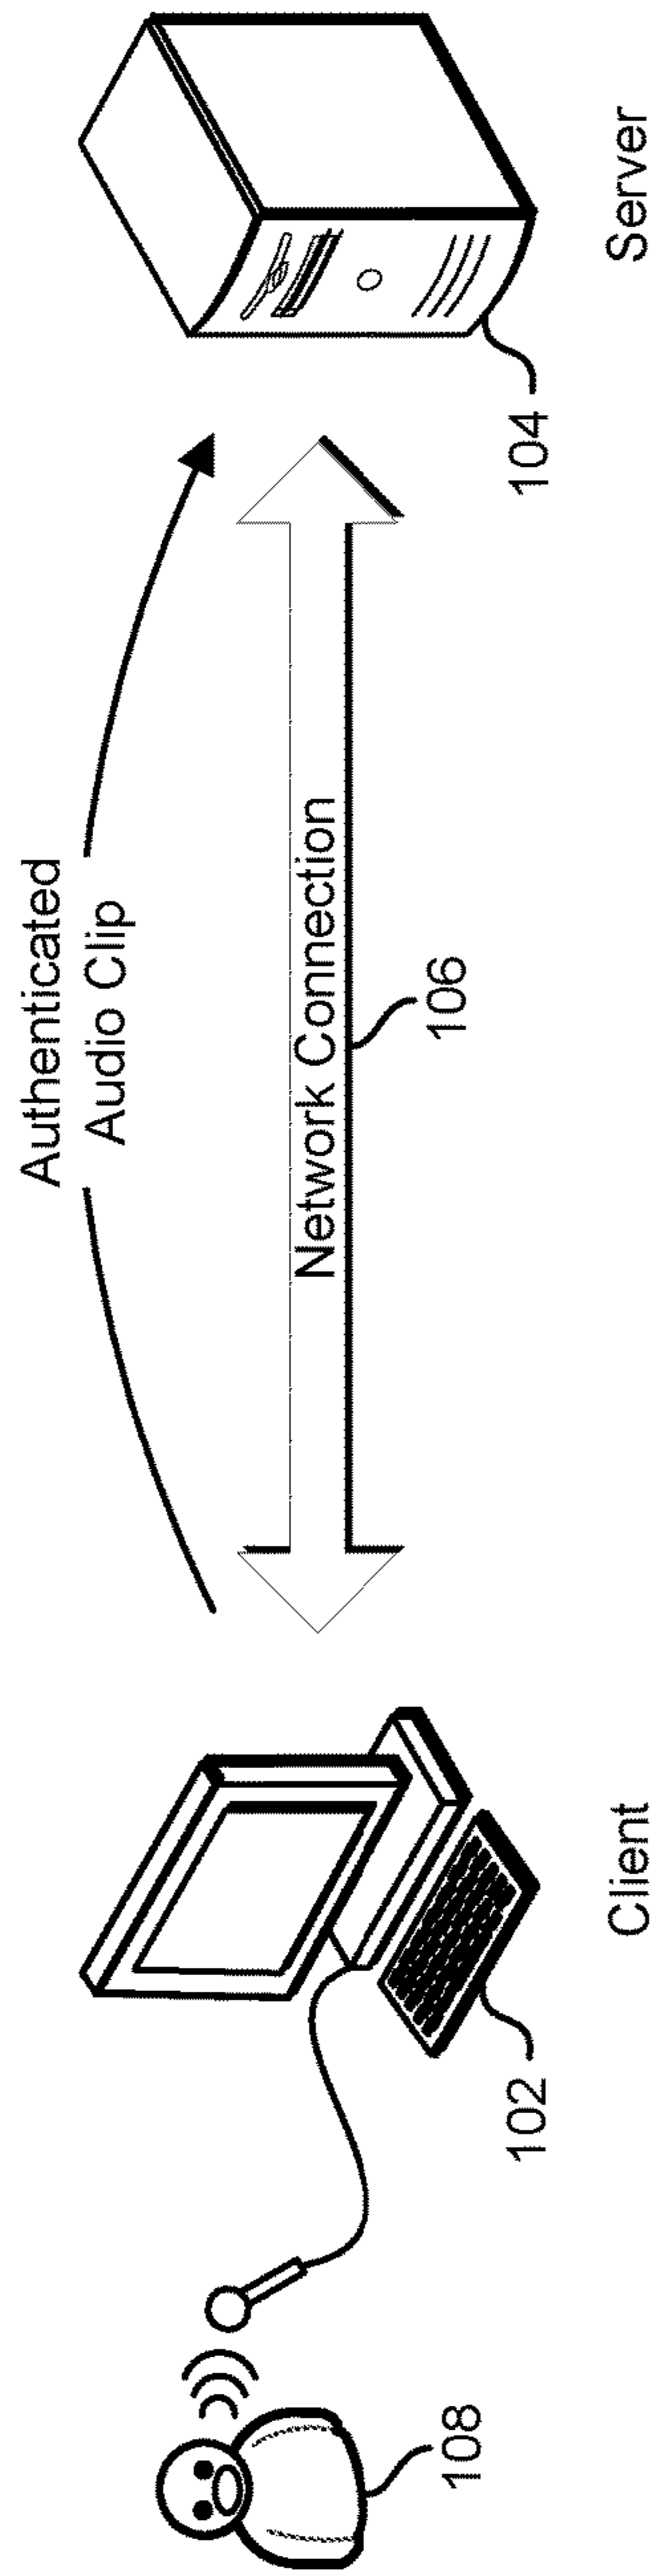 Authenticated
Audio Clip
Network Connection
106
108
102
104
Client
Server